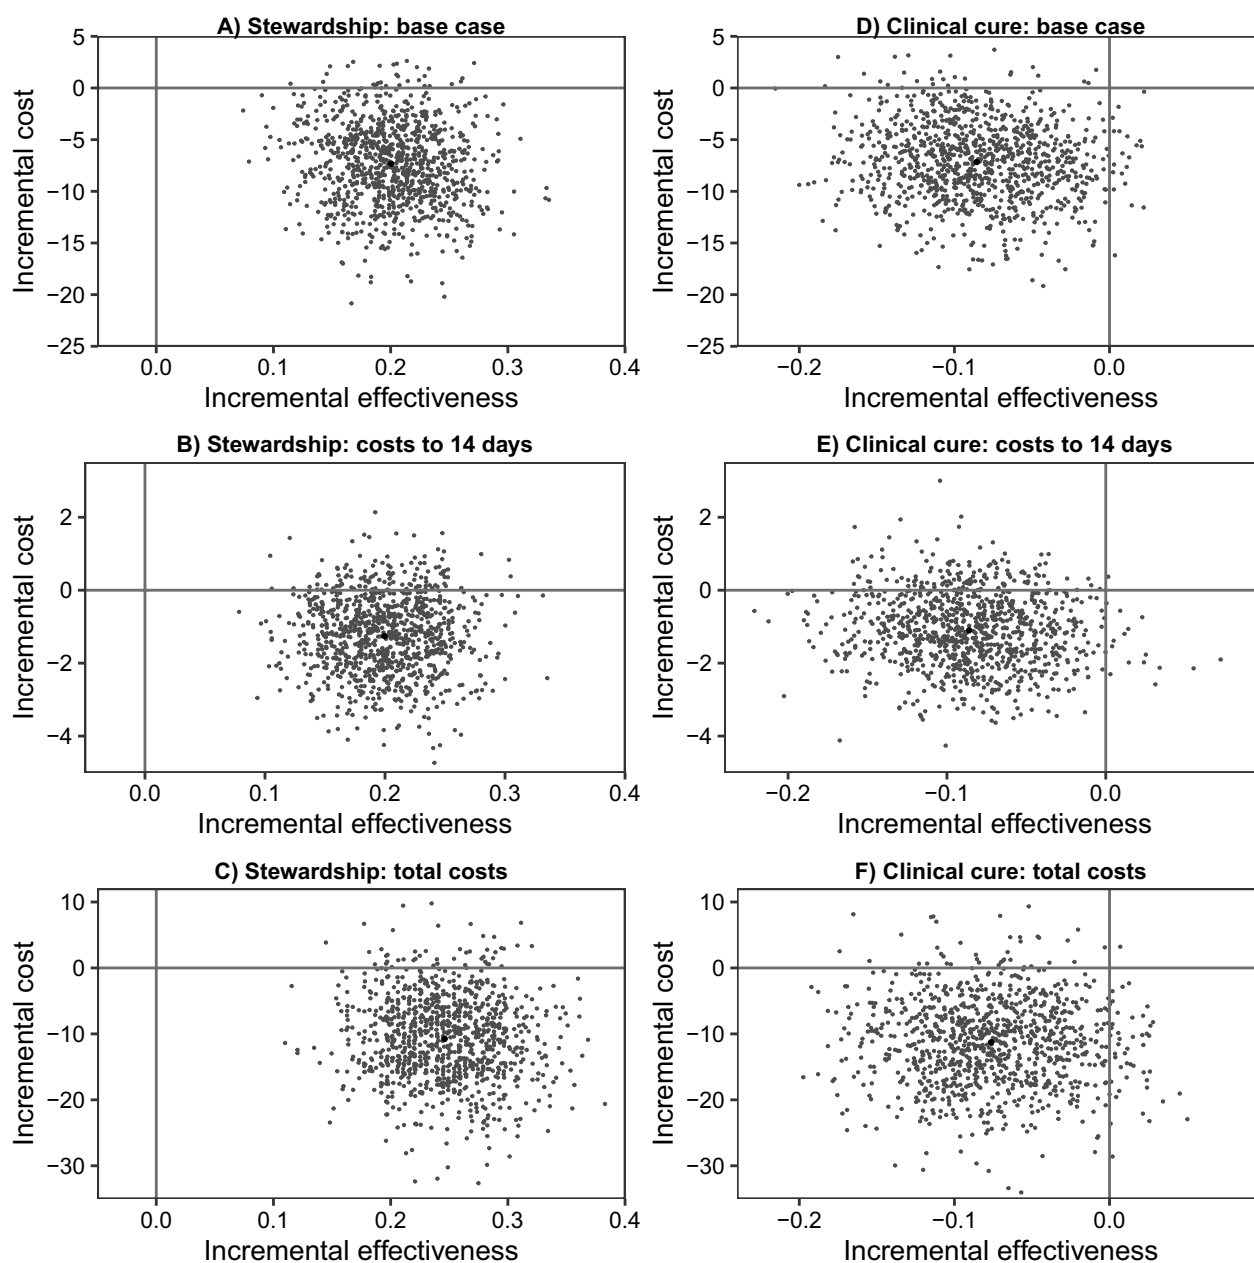 A) Stewardship: base case
5
0
−5
−10
−15
−20
−25
Incremental cost
0.0 0.1 0.2 0.3 0.4
Incremental effectiveness
D) Clinical cure: base case
5
0
−5
−10
−15
−20
−25
Incremental cost
−0.2 −0.1 0.0
Incremental effectiveness
B) Stewardship: costs to 14 days
2
0
−2
−4
Incremental cost
0.0 0.1 0.2 0.3 0.4
Incremental effectiveness
E) Clinical cure: costs to 14 days
2
0
−2
−4
Incremental cost
−0.2 −0.1 0.0
Incremental effectiveness
C) Stewardship: total costs
10
0
−10
−20
−30
Incremental cost
0.0 0.1 0.2 0.3 0.4
Incremental effectiveness
F) Clinical cure: total costs
10
0
−10
−20
−30
Incremental cost
−0.2 −0.1 0.0
Incremental effectiveness